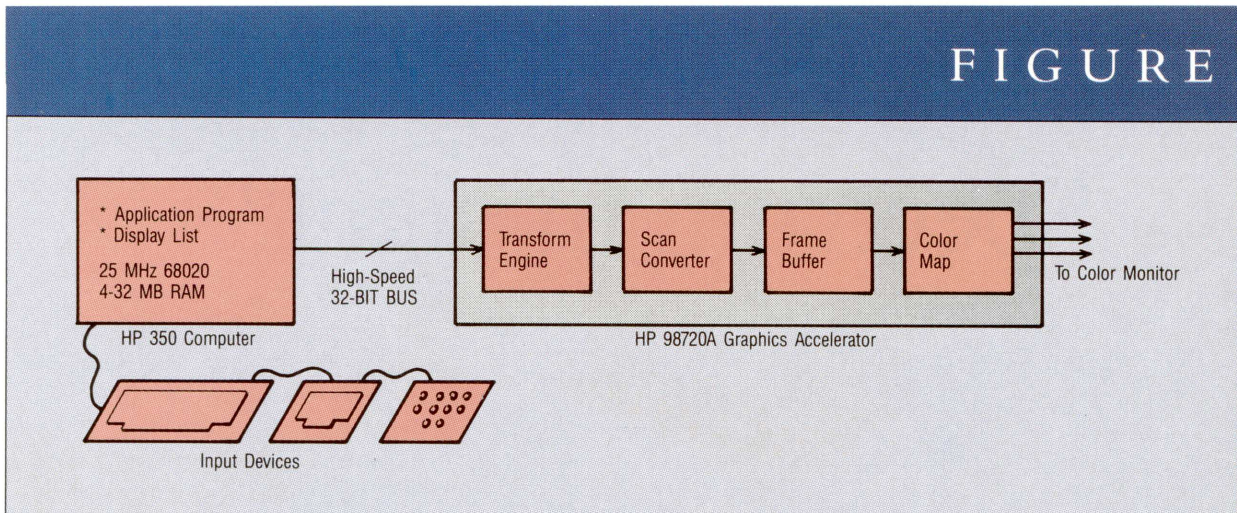 FIGURE
* Application Program
* Display List
25 MHz 68020
4-32 MB RAM
HP 350 Computer
High-Speed
32-BIT BUS
Transform
Engine
Scan
Converter
Frame
Buffer
Color
Map
To Color Monitor
HP 98720A Graphics Accelerator
Input Devices